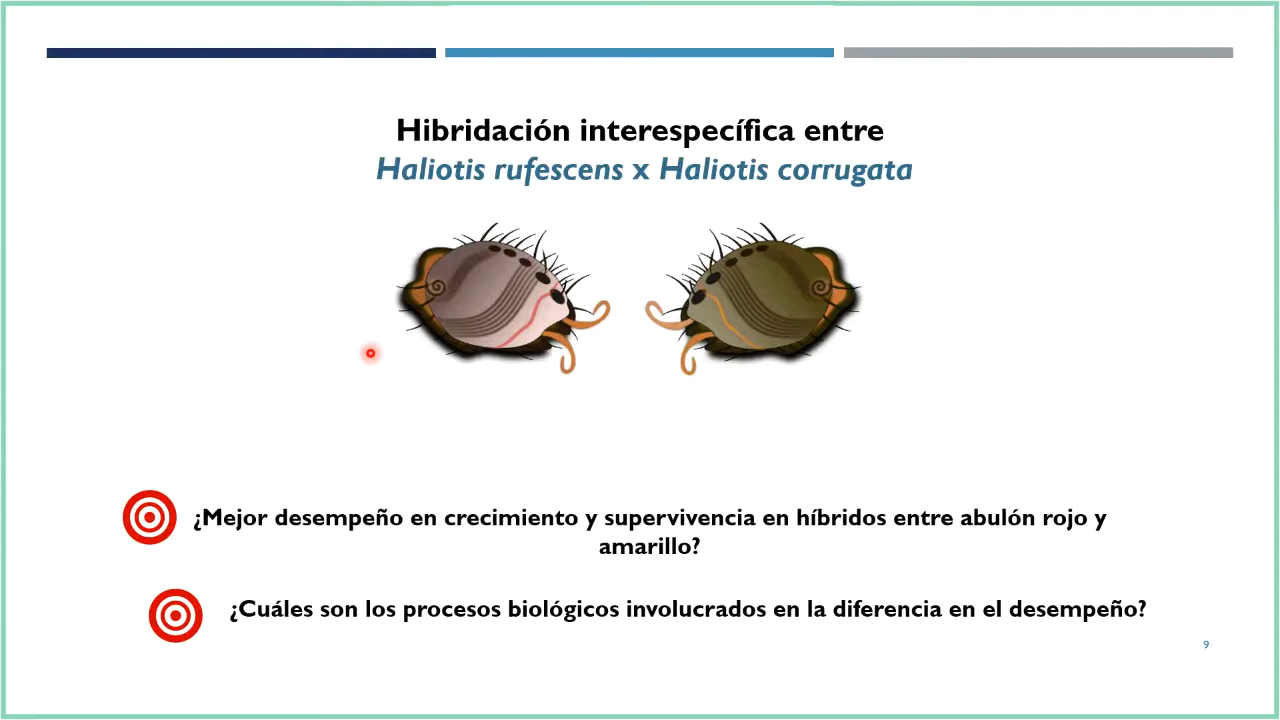 Hibridación interespecífica entre
Haliotis rufescens x Haliotis corrugata
¿Mejor desempeño en crecimiento y supervivencia en híbridos entre abulón rojo y
amarillo?
¿Cuáles son los procesos biológicos involucrados en la diferencia en el desempeño?
9